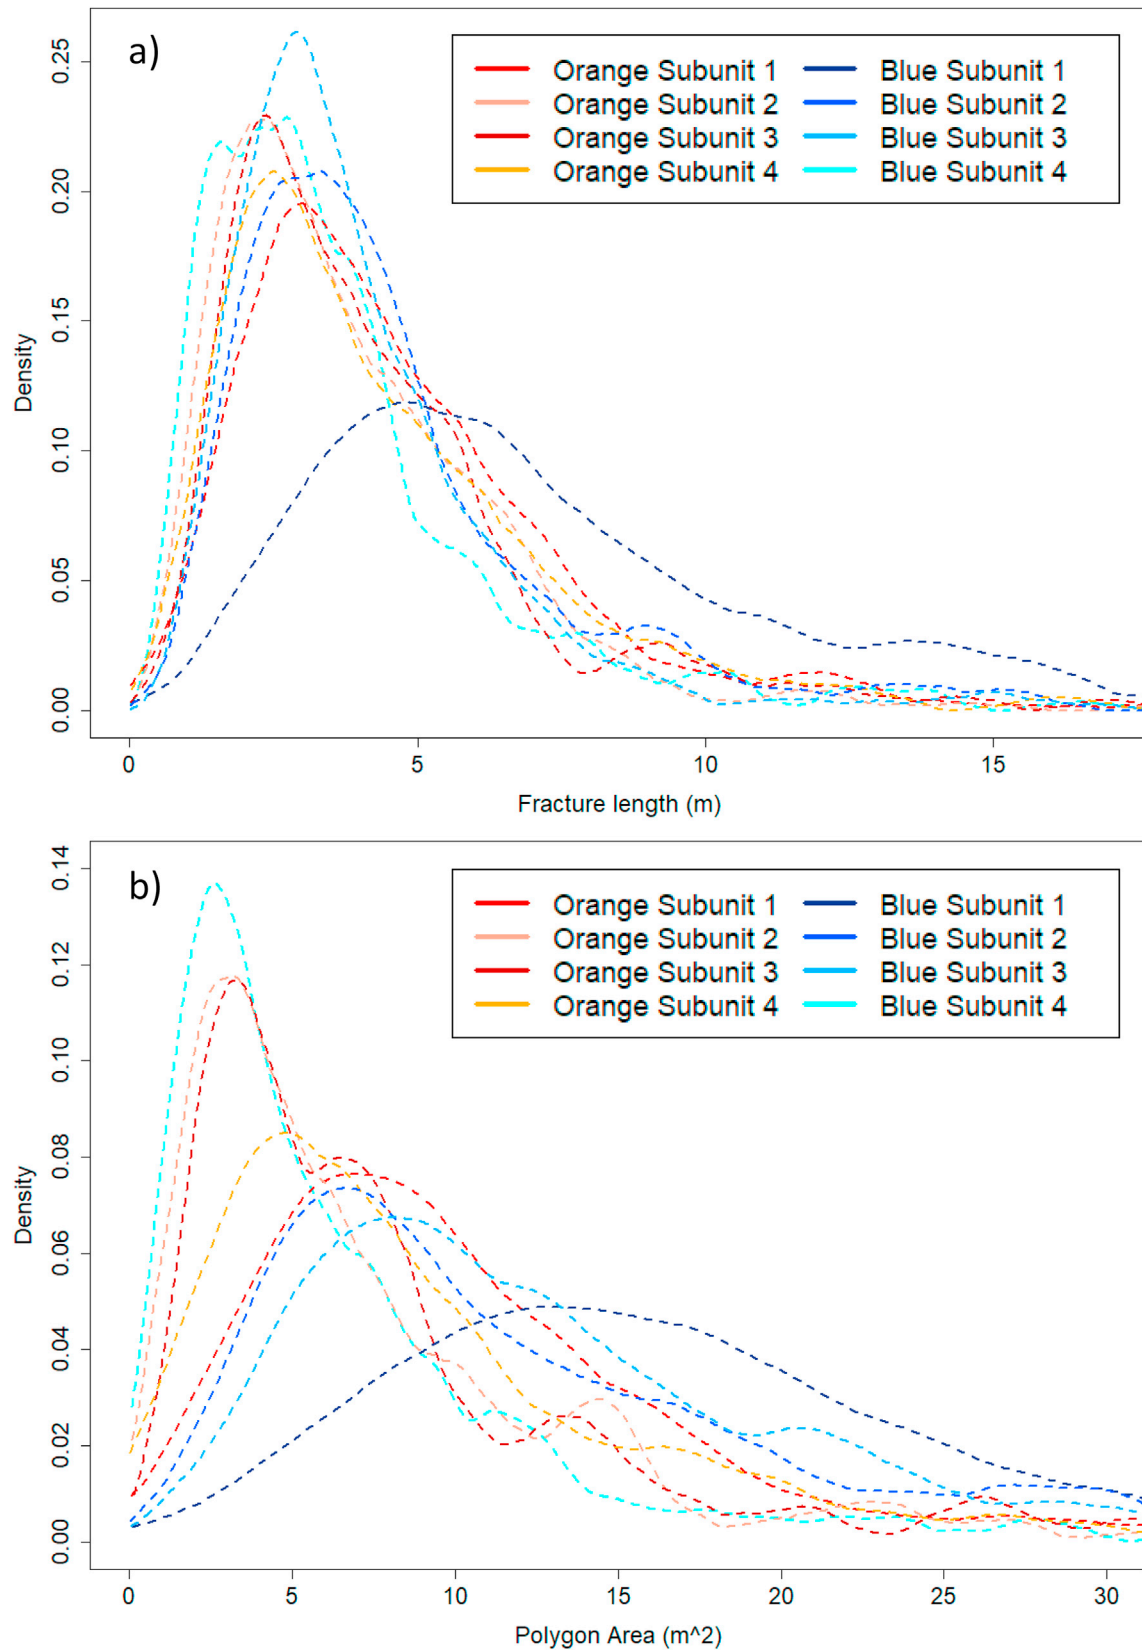 a)
Orange Subunit 1 Blue Subunit 1
Orange Subunit 2 Blue Subunit 2
Orange Subunit 3 Blue Subunit 3
Orange Subunit 4 Blue Subunit 4
0.25
0.20
0.15
0.10
0.05
0.00
Density
0 5 10 15
Fracture length (m)
b)
Orange Subunit 1 Blue Subunit 1
Orange Subunit 2 Blue Subunit 2
Orange Subunit 3 Blue Subunit 3
Orange Subunit 4 Blue Subunit 4
0.14
0.12
0.10
0.08
0.06
0.04
0.02
0.00
Density
0 5 10 15 20 25 30
Polygon Area (m^2)